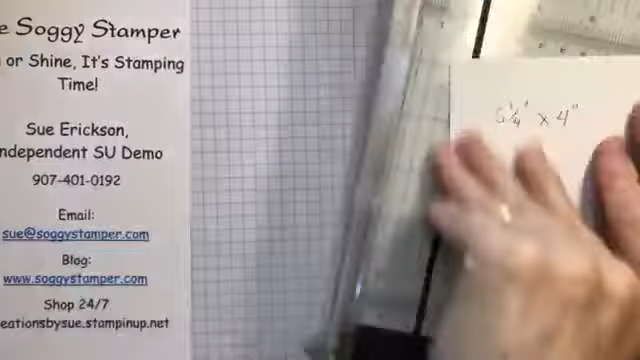 e Soggy Stamper
or Shine, It's Stamping
Time!
Sue Erickson,
ndependent SU Demo
907-401-0192
Email:
sue@soggystamper.com
Blog:
www.soggystamper.com
Shop 24/7
eationsbysue.stampinup.net
5 1/4" x 4"